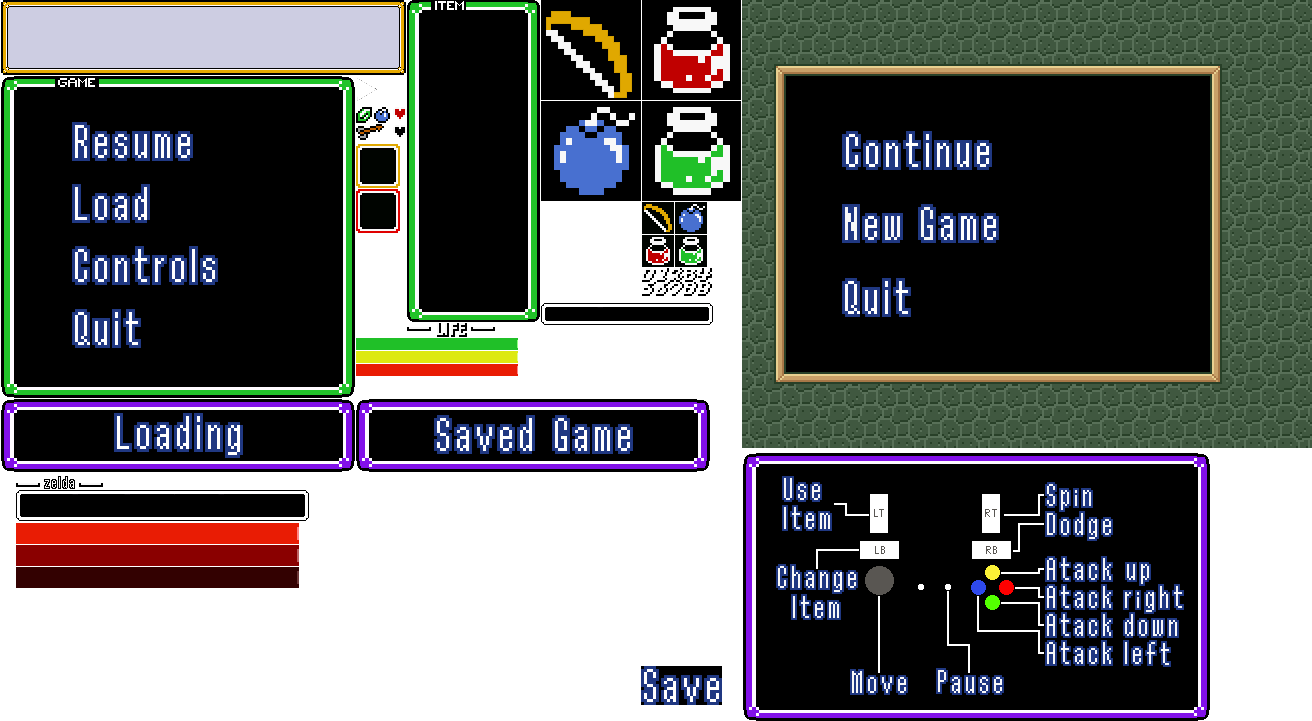 ITEM
GAME
Resume
Load
Controls
Quit
LIFE
Continue
New Game
Quit
Loading
Saved Game
zelda
Save
Use
Item
LT
RT
Spin
Dodge
LB
RB
Change
Item
Atack up
Atack right
Atack down
Atack left
Move
Pause